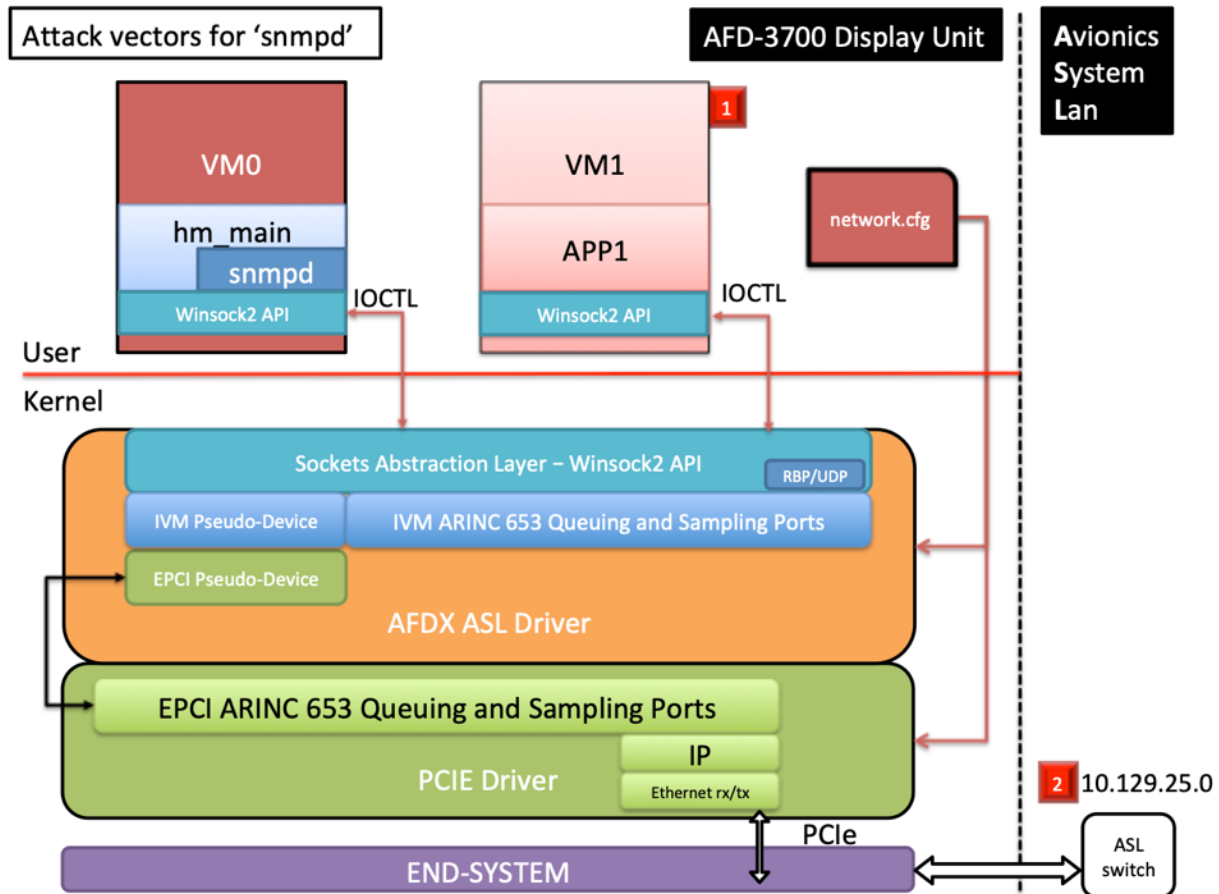 Attack vectors for 'snmpd'
AFD-3700 Display Unit
Avionics
System
Lan
VM0
hm_main
snmpd
Winsock2 API
IOCTL
1
VM1
APP1
Winsock2 API
IOCTL
network.cfg
User
Kernel
Sockets Abstraction Layer – Winsock2 API
RBP/UDP
IVM Pseudo-Device
IVM ARINC 653 Queuing and Sampling Ports
EPCI Pseudo-Device
AFDX ASL Driver
EPCI ARINC 653 Queuing and Sampling Ports
IP
PCIE Driver
Ethernet rx/tx
PCIe
2 10.129.25.0
END-SYSTEM
ASL
switch